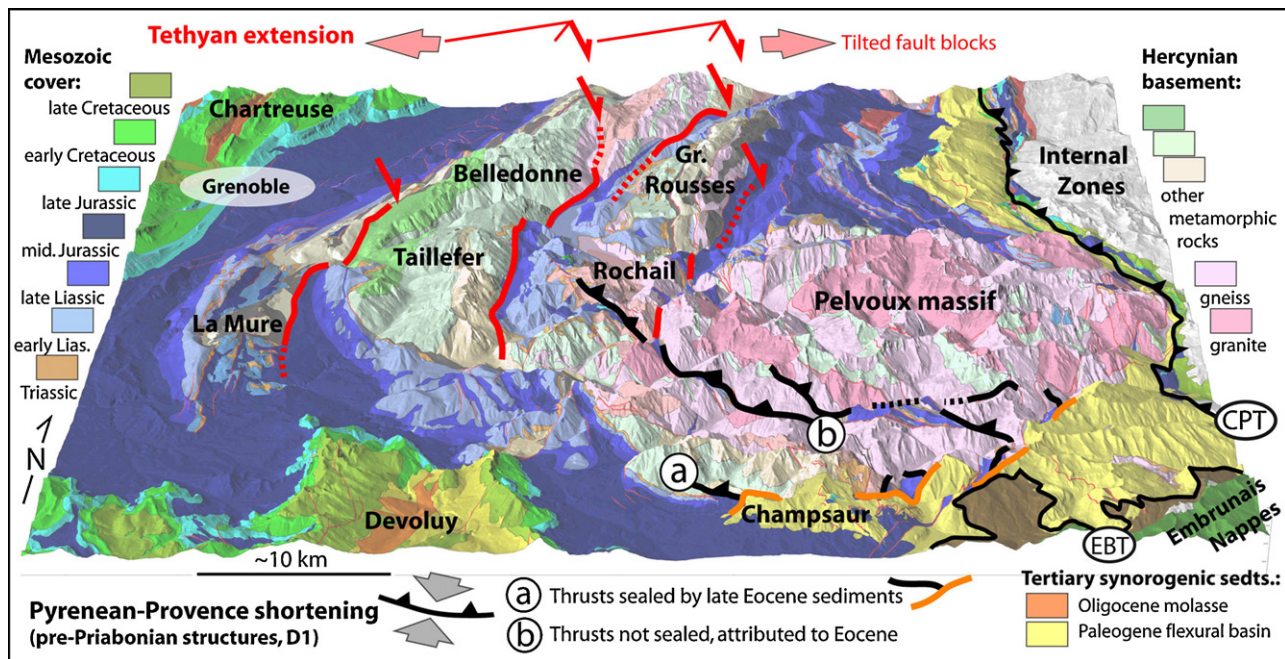 Tethyan extension
Tilted fault blocks
Mesozoic
cover:
late Cretaceous
early Cretaceous
late Jurassic
mid. Jurassic
late Liassic
early Lias.
Triassic
Hercynian
basement:
other
metamorphic
rocks
gneiss
granite
Chartreuse
Grenoble
Belledonne
Gr.
Rousses
Internal
Zones
Taillefer
Rochail
Pelvoux massif
La Mure
N
b
a
CPT
Devoluy
Champsaur
EBT
Embrunais
Nappes
~10 km
Pyrenean-Provence shortening
(pre-Priabonian structures, D1)
a Thrusts sealed by late Eocene sediments
b Thrusts not sealed, attributed to Eocene
Tertiary synorogenic sedts.:
Oligocene molasse
Paleogene flexural basin